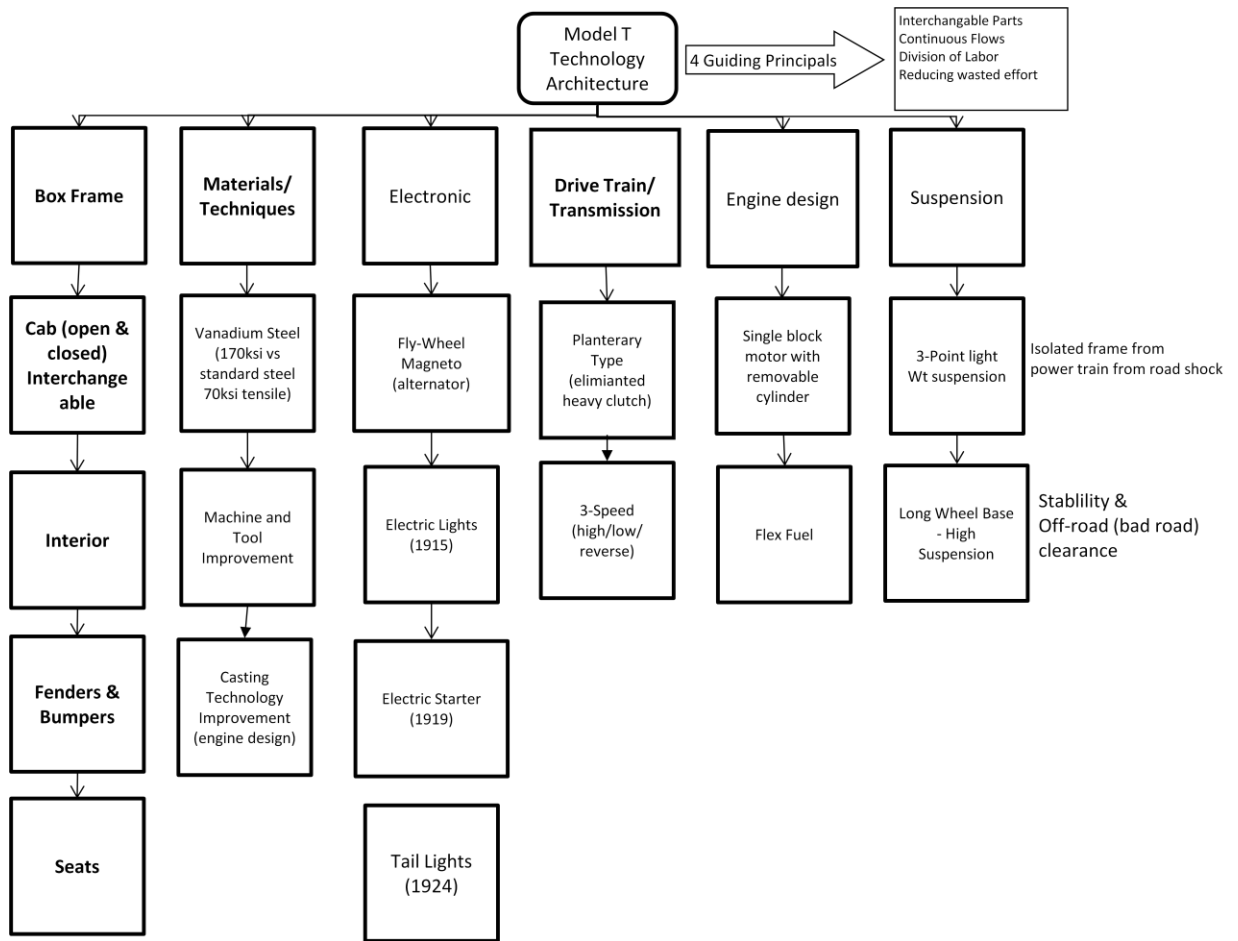 Model T
Technology
Architecture
4 Guiding Principals
Interchangable Parts
Continuous Flows
Division of Labor
Reducing wasted effort
Box Frame
Materials/
Techniques
Electronic
Drive Train/
Transmission
Engine design
Suspension
Cab (open &
closed)
Interchange
able
Vanadium Steel
(170ksi vs
standard steel
70ksi tensile)
Fly-Wheel
Magneto
(alternator)
Planterary
Type
(elimianted
heavy clutch)
Single block
motor with
removable
cylinder
3-Point light
Wt suspension
Isolated frame from
power train from road shock
Interior
Machine and
Tool
Improvement
Electric Lights
(1915)
3-Speed
(high/low/
reverse)
Flex Fuel
Long Wheel Base
- High
Suspension
Stablility &
Off-road (bad road)
clearance
Fenders &
Bumpers
Casting
Technology
Improvement
(engine design)
Electric Starter
(1919)
Seats
Tail Lights
(1924)